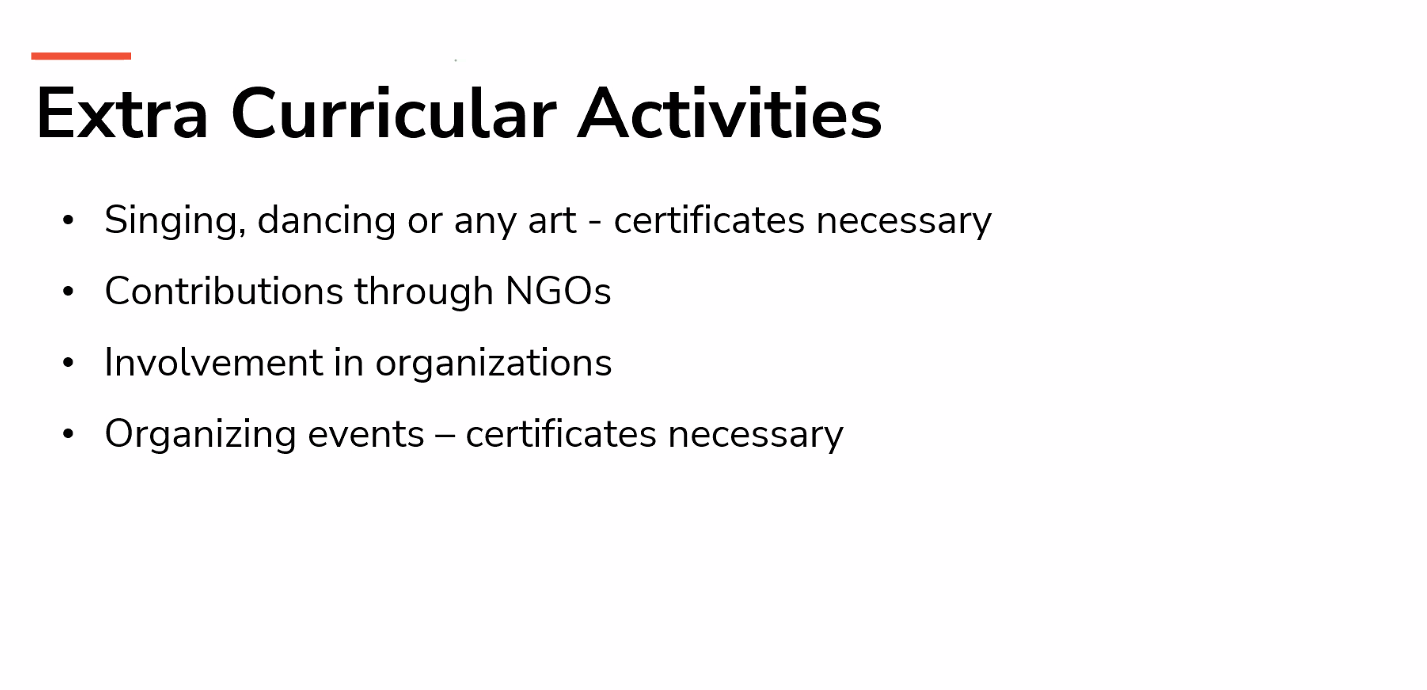 Extra Curricular Activities
• Singing, dancing or any art - certificates necessary
• Contributions through NGOs
• Involvement in organizations
• Organizing events – certificates necessary